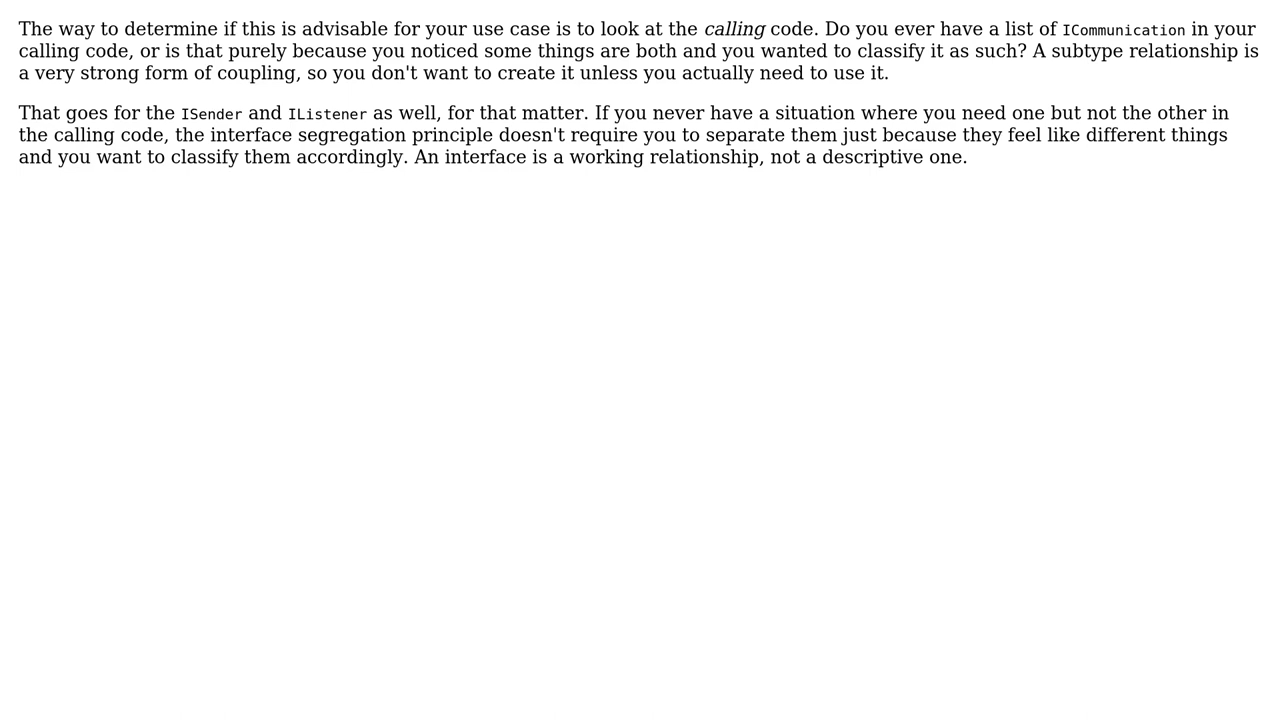 The way to determine if this is advisable for your use case is to look at the calling code. Do you ever have a list of ICommunication in your
calling code, or is that purely because you noticed some things are both and you wanted to classify it as such? A subtype relationship is
a very strong form of coupling, so you don't want to create it unless you actually need to use it.
That goes for the ISender and IListener as well, for that matter. If you never have a situation where you need one but not the other in
the calling code, the interface segregation principle doesn't require you to separate them just because they feel like different things
and you want to classify them accordingly. An interface is a working relationship, not a descriptive one.